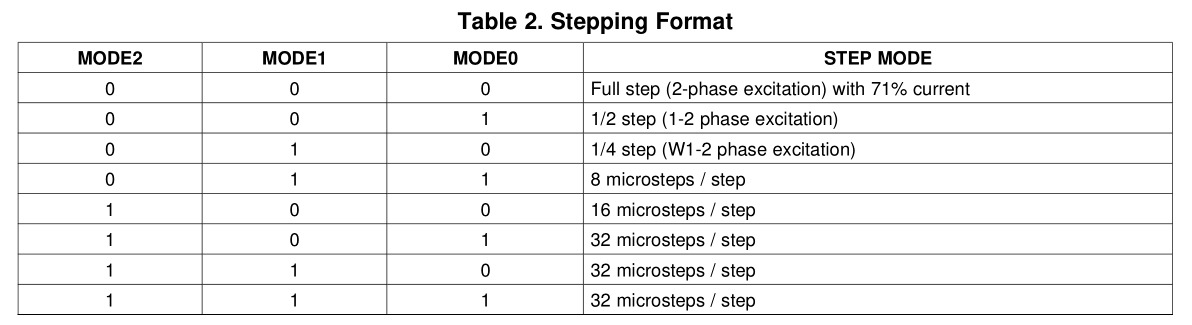 Table 2. Stepping Format
MODE2 MODE1 MODE0 STEP MODE
0 0 0 Full step (2-phase excitation) with 71% current
0 0 1 1/2 step (1-2 phase excitation)
0 1 0 1/4 step (W1-2 phase excitation)
0 1 1 8 microsteps / step
1 0 0 16 microsteps / step
1 0 1 32 microsteps / step
1 1 0 32 microsteps / step
1 1 1 32 microsteps / step